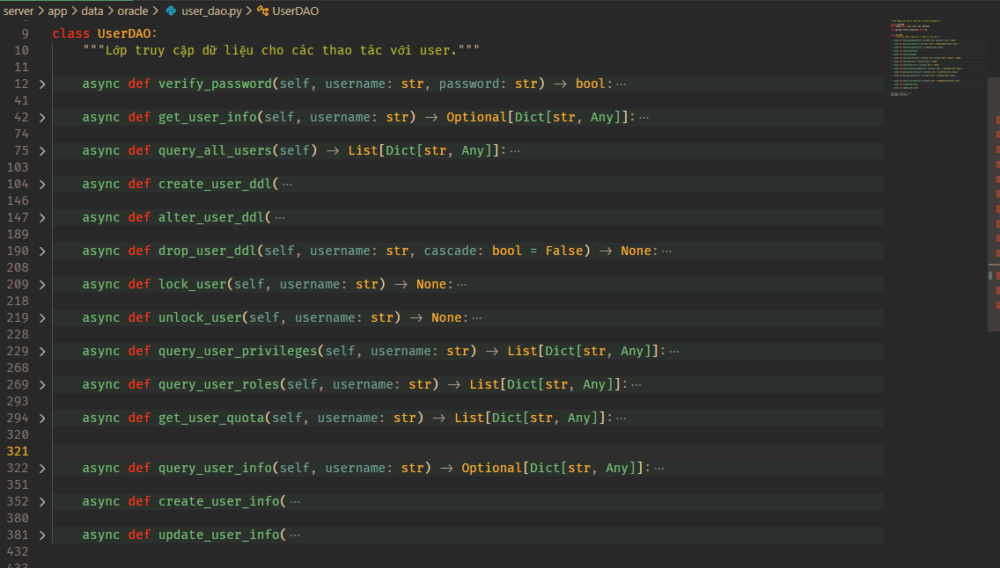 server > app > data > oracle > user_dao.py > UserDAO
9 class UserDAO:
10 """Lớp truy cập dữ liệu cho các thao tác với user."""
11
12 > async def verify_password(self, username: str, password: str) -> bool:···
41
42 > async def get_user_info(self, username: str) -> Optional[Dict[str, Any]]:···
74
75 > async def query_all_users(self) -> List[Dict[str, Any]]:···
103
104 > async def create_user_ddl(···
146
147 > async def alter_user_ddl(···
189
190 > async def drop_user_ddl(self, username: str, cascade: bool = False) -> None:···
208
209 > async def lock_user(self, username: str) -> None:···
218
219 > async def unlock_user(self, username: str) -> None:···
228
229 > async def query_user_privileges(self, username: str) -> List[Dict[str, Any]]:···
268
269 > async def query_user_roles(self, username: str) -> List[Dict[str, Any]]:···
293
294 > async def get_user_quota(self, username: str) -> List[Dict[str, Any]]:···
320
321
322 > async def query_user_info(self, username: str) -> Optional[Dict[str, Any]]:···
351
352 > async def create_user_info(···
380
381 > async def update_user_info(···
432
433